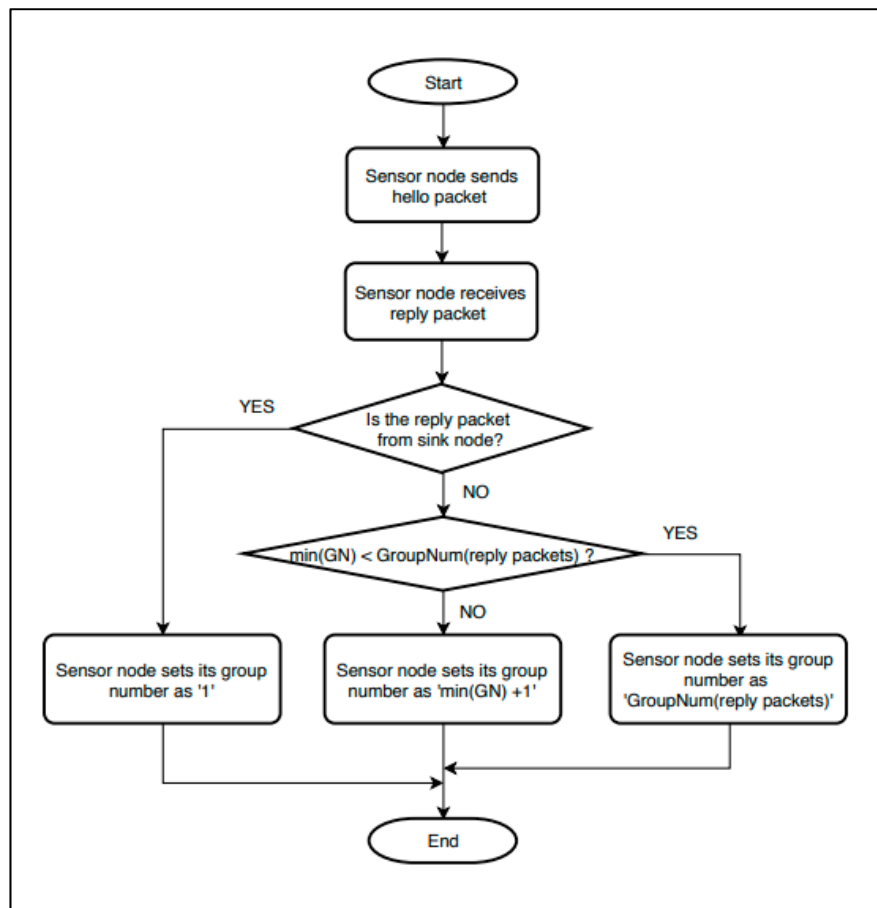 Start
Sensor node sends
hello packet
Sensor node receives
reply packet
Is the reply packet
from sink node?
YES
NO
min(GN) < GroupNum(reply packets) ?
YES
NO
Sensor node sets its group
number as '1'
Sensor node sets its group
number as 'min(GN) +1'
Sensor node sets its group
number as
'GroupNum(reply packets)'
End